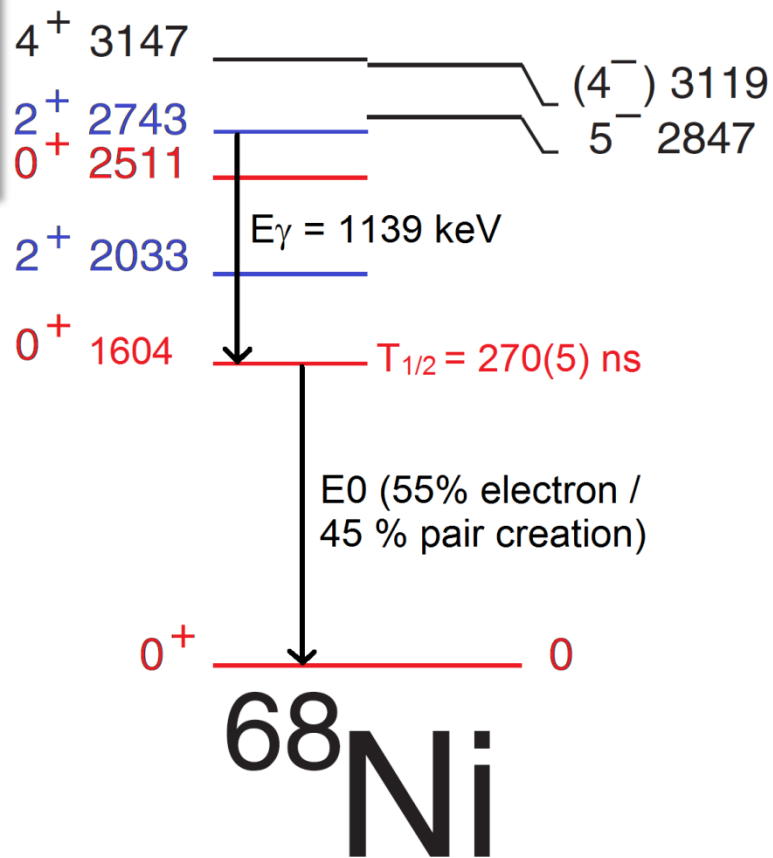 4⁺ 3147
(4⁻) 3119
2⁺ 2743
5⁻ 2847
0⁺ 2511
Eγ = 1139 keV
2⁺ 2033
0⁺ 1604
T₁/₂ = 270(5) ns
E0 (55% electron /
45 % pair creation)
0⁺
0
⁶⁸Ni